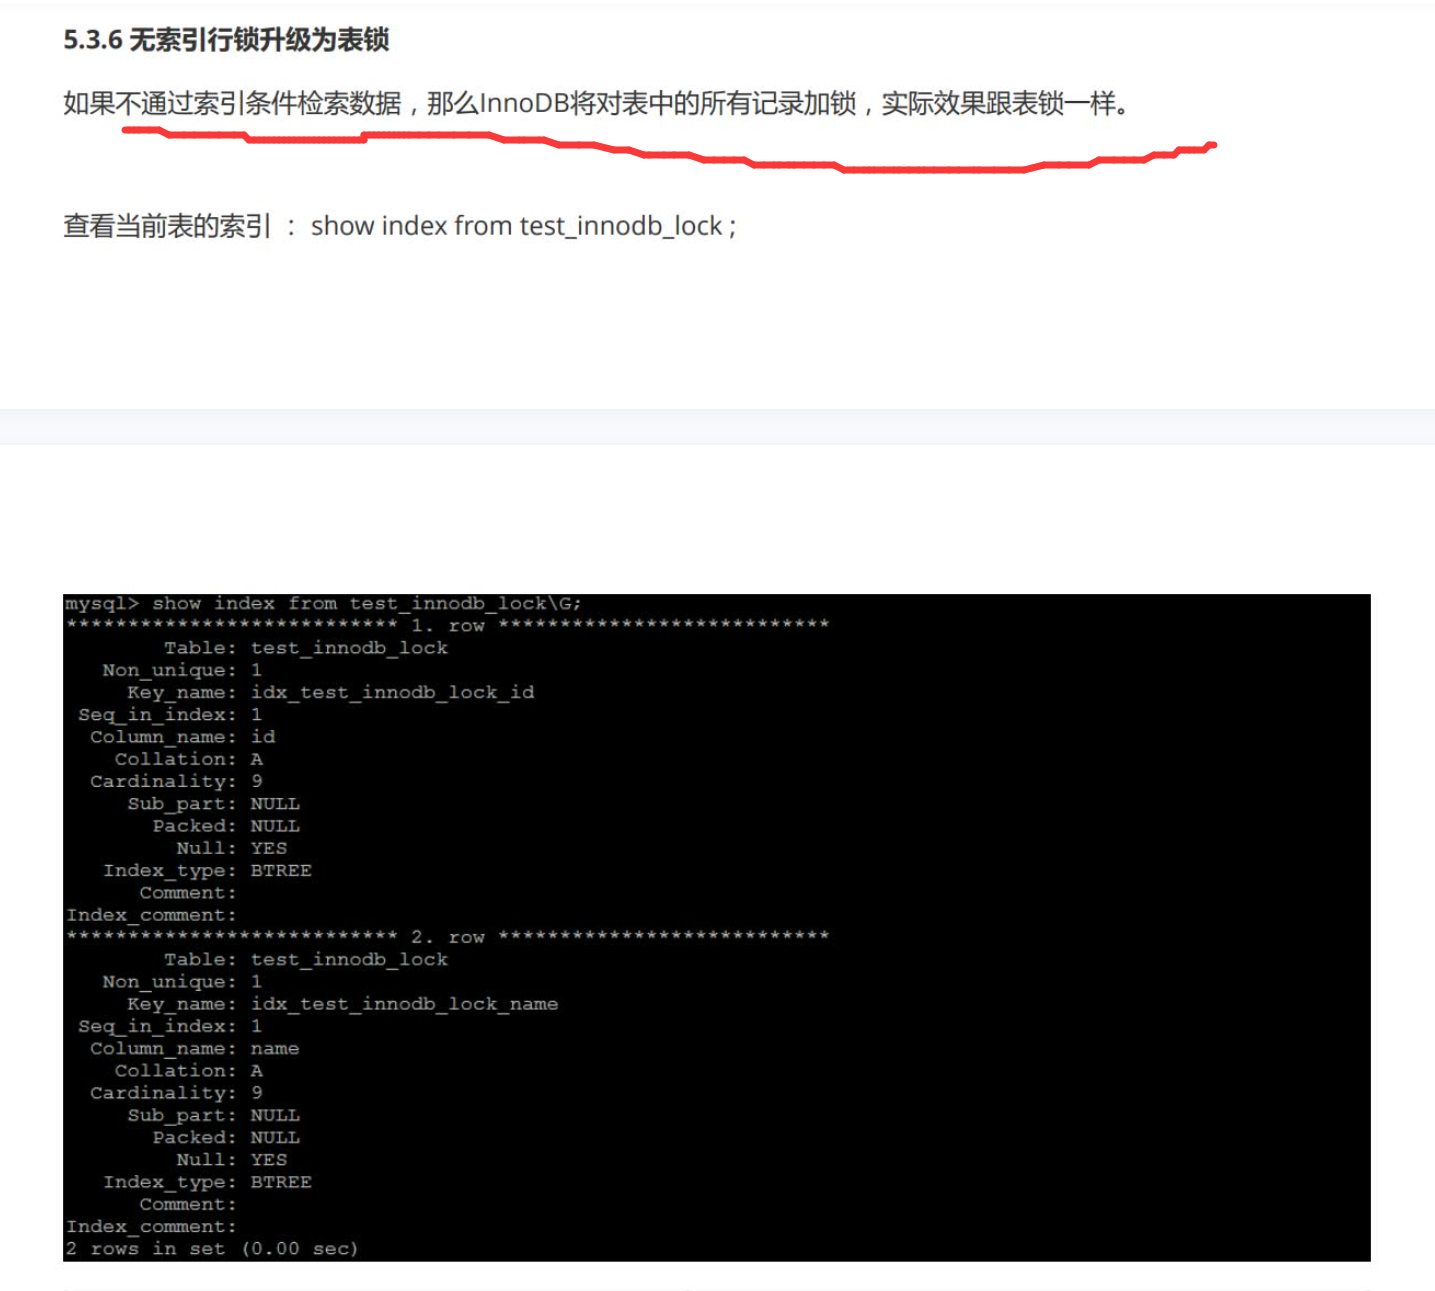 5.3.6 无索引行锁升级为表锁
如果不通过索引条件检索数据，那么InnoDB将对表中的所有记录加锁，实际效果跟表锁一样。
查看当前表的索引 ： show index from test_innodb_lock ;
mysql> show index from test_innodb_lock\G;
*************************** 1. row ***************************
Table: test_innodb_lock
Non_unique: 1
Key_name: idx_test_innodb_lock_id
Seq_in_index: 1
Column_name: id
Collation: A
Cardinality: 9
Sub_part: NULL
Packed: NULL
Null: YES
Index_type: BTREE
Comment:
Index_comment:
*************************** 2. row ***************************
Table: test_innodb_lock
Non_unique: 1
Key_name: idx_test_innodb_lock_name
Seq_in_index: 1
Column_name: name
Collation: A
Cardinality: 9
Sub_part: NULL
Packed: NULL
Null: YES
Index_type: BTREE
Comment:
Index_comment:
2 rows in set (0.00 sec)